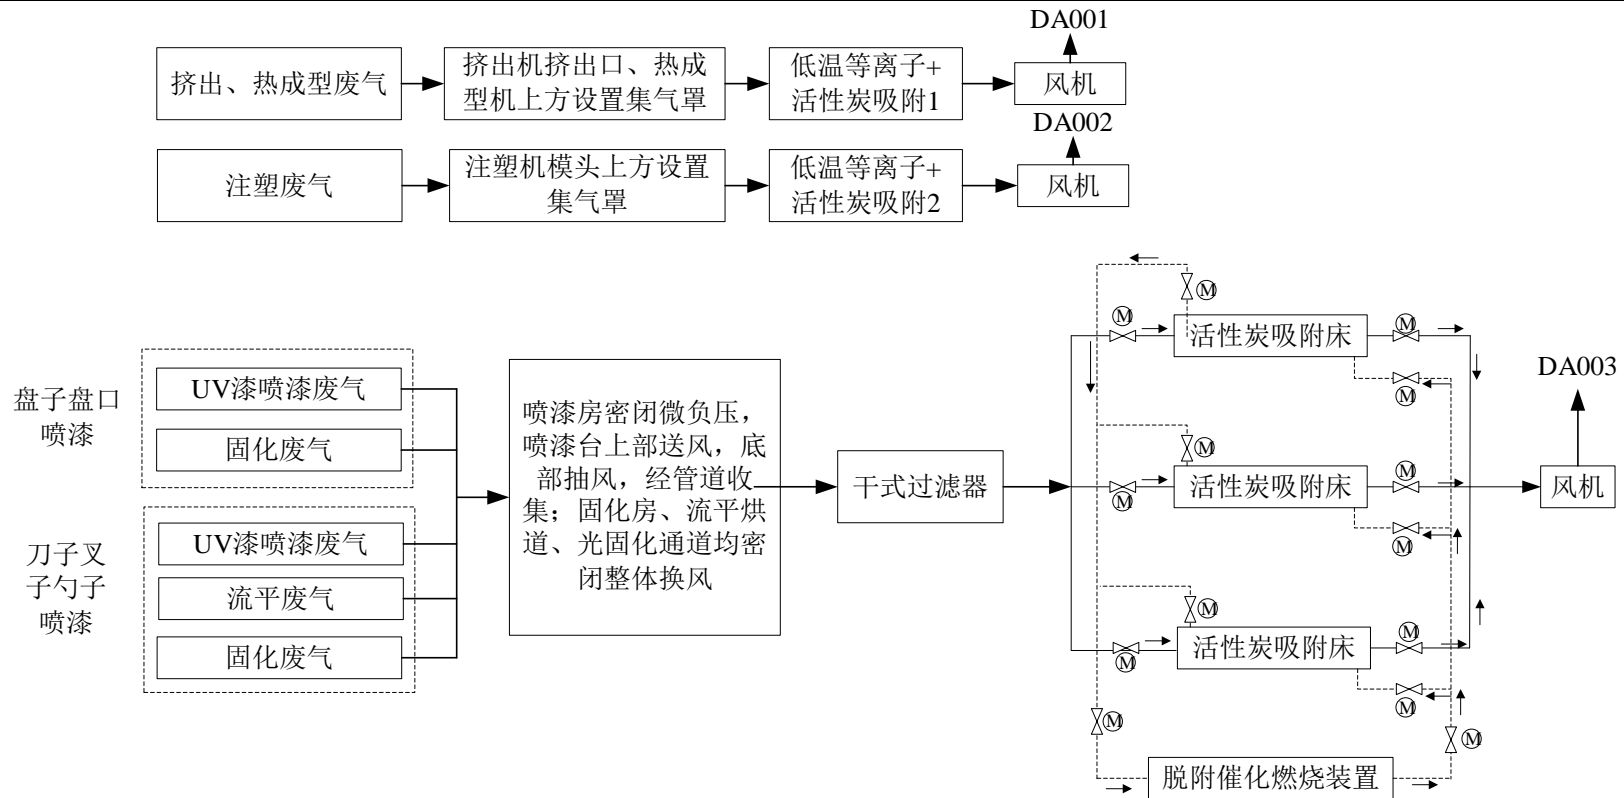 DA001
挤出、热成型废气
挤出机挤出口、热成
型机上方设置集气罩
低温等离子+
活性炭吸附1
风机
DA002
注塑废气
注塑机模头上方设置
集气罩
低温等离子+
活性炭吸附2
风机
盘子盘口
喷漆
UV漆喷漆废气
固化废气
刀子叉
子勺子
喷漆
UV漆喷漆废气
流平废气
固化废气
喷漆房密闭微负压，
喷漆台上部送风，底
部抽风，经管道收
集；固化房、流平烘
道、光固化通道均密
闭整体换风
干式过滤器
M
M
活性炭吸附床
M
M
M
M
活性炭吸附床
M
M
M
M
活性炭吸附床
M
M
M
脱附催化燃烧装置
M
DA003
风机